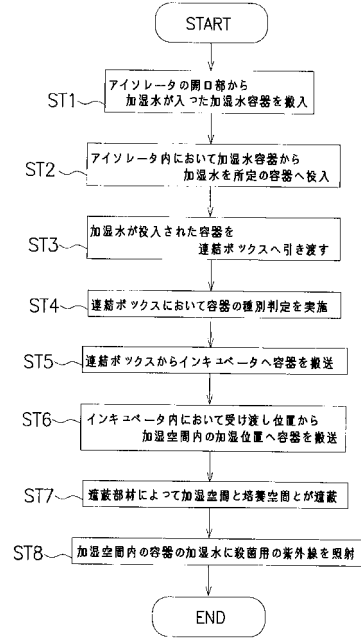 START
ST1
アイソレータの開口部から
加湿水が入った加湿水容器を搬入
ST2
アイソレータ内において加湿水容器から
加湿水を所定の容器へ投入
ST3
加湿水が投入された容器を
連結ボックスへ引き渡す
ST4
連結ボックスにおいて容器の種別判定を実施
ST5
連結ボックスからインキュベータへ容器を搬送
ST6
インキュベータ内において受け渡し位置から
加湿空間内の加湿位置へ容器を搬送
ST7
遮蔽部材によって加湿空間と培養空間とが遮蔽
ST8
加湿空間内の容器の加湿水に殺菌用の紫外線を照射
END